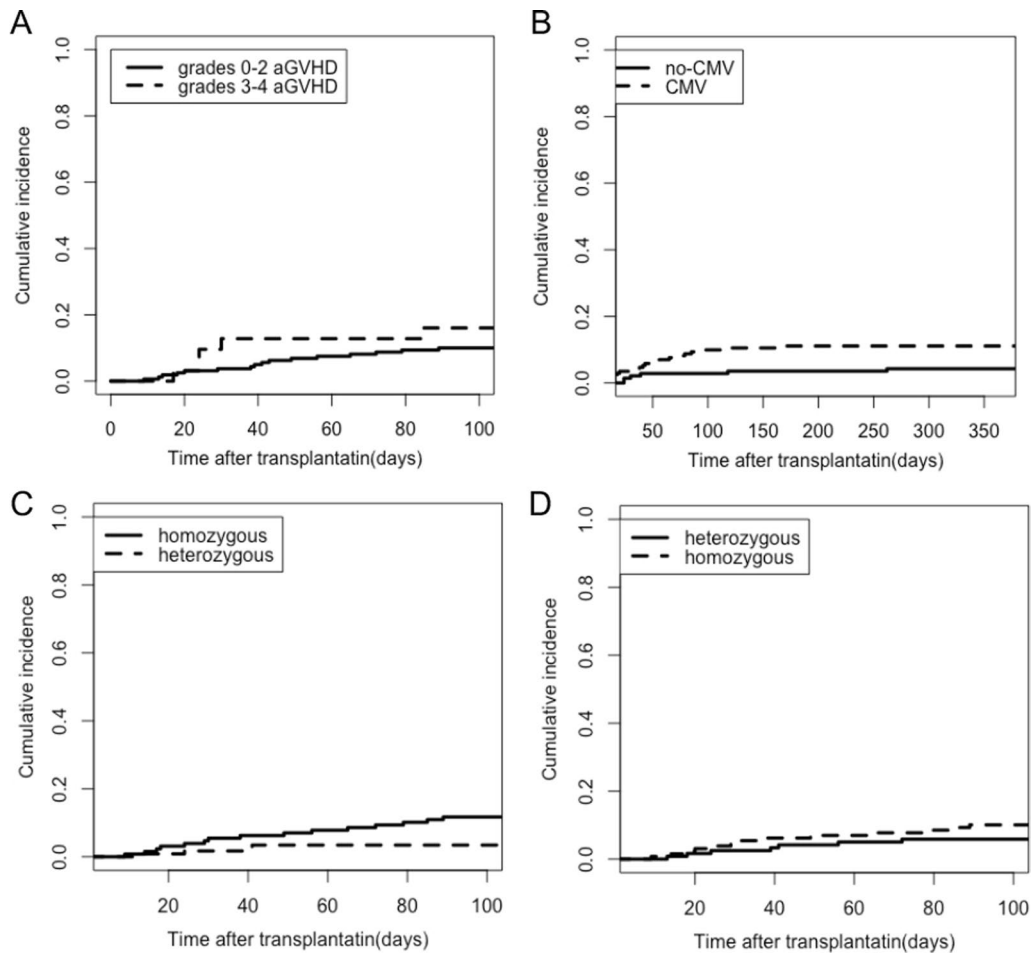 A
grades 0-2 aGVHD
grades 3-4 aGVHD
Cumulative incidence
0.0 0.2 0.4 0.6 0.8 1.0
0 20 40 60 80 100
Time after transplantatin(days)
B
no-CMV
CMV
Cumulative incidence
0.0 0.2 0.4 0.6 0.8 1.0
50 100 150 200 250 300 350
Time after transplantatin(days)
C
homozygous
heterozygous
Cumulative incidence
0.0 0.2 0.4 0.6 0.8 1.0
20 40 60 80 100
Time after transplantatin(days)
D
heterozygous
homozygous
Cumulative incidence
0.0 0.2 0.4 0.6 0.8 1.0
20 40 60 80 100
Time after transplantatin(days)